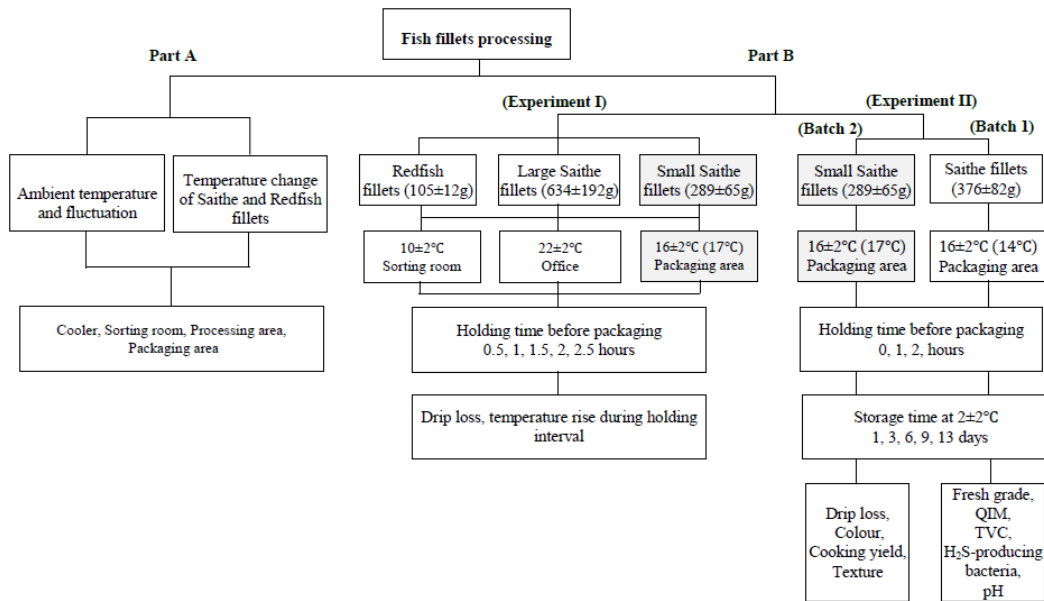 Fish fillets processing
Part A
Part B
(Experiment I)
(Experiment II)
(Batch 2)
(Batch 1)
Ambient temperature
and fluctuation
Temperature change
of Saithe and Redfish
fillets
Redfish
fillets (105±12g)
Large Saithe
fillets (634±192g)
Small Saithe
fillets (289±65g)
Small Saithe
fillets (289±65g)
Saithe fillets
(376±82g)
10±2℃
Sorting room
22±2℃
Office
16±2℃ (17℃)
Packaging area
16±2℃ (17℃)
Packaging area
16±2℃ (14℃)
Packaging area
Cooler, Sorting room, Processing area,
Packaging area
Holding time before packaging
0.5, 1, 1.5, 2, 2.5 hours
Holding time before packaging
0, 1, 2, hours
Drip loss, temperature rise during holding
interval
Storage time at 2±2℃
1, 3, 6, 9, 13 days
Drip loss,
Colour,
Cooking yield,
Texture
Fresh grade,
QIM,
TVC,
H₂S-producing
bacteria,
pH